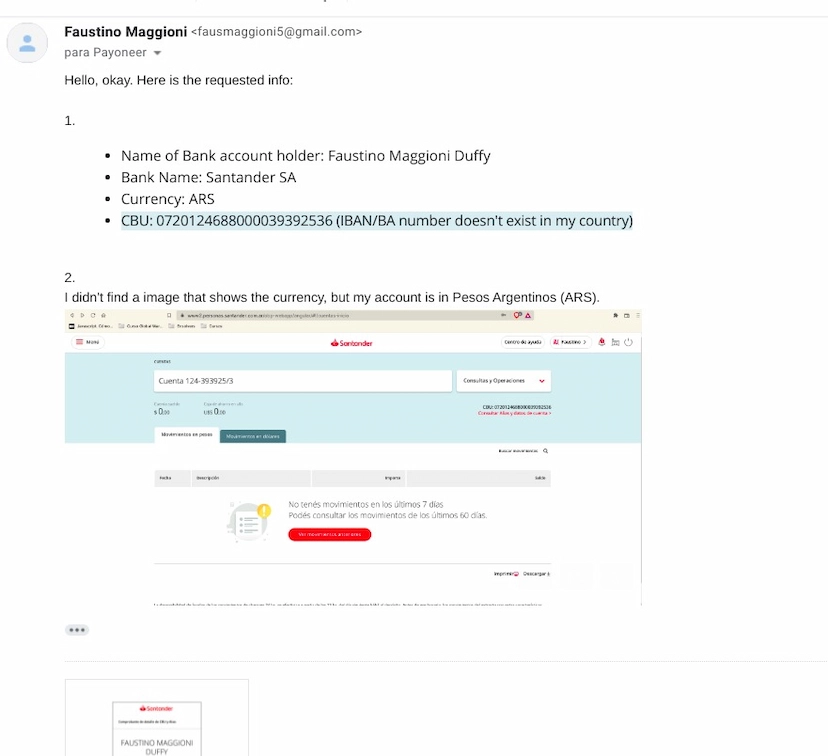 Faustino Maggioni <fausmaggioni5@gmail.com>
para Payoneer
Hello, okay. Here is the requested info:
1.
Name of Bank account holder: Faustino Maggioni Duffy
Bank Name: Santander SA
Currency: ARS
CBU: 0720124688000039392536 (IBAN/BA number doesn't exist in my country)
2.
I didn't find a image that shows the currency, but my account is in Pesos Argentinos (ARS).
Menú
Santander
Centro de ayuda
Faustino
CUENTAS
Cuenta 124-393925/3
Consultas y Operaciones
$ 0,00
U$S 0,00
CBU: 0720124688000039392536
Consultar Alias y datos de cuenta
Movimientos en pesos
Movimientos en dólares
Buscar movimientos
Fecha
Descripción
Importe
Saldo
No tenés movimientos en los últimos 7 días
Podés consultar los movimientos de los últimos 60 días.
Ver movimientos anteriores
Imprimir
Descargar
Santander
FAUSTINO MAGGIONI
DUFFY